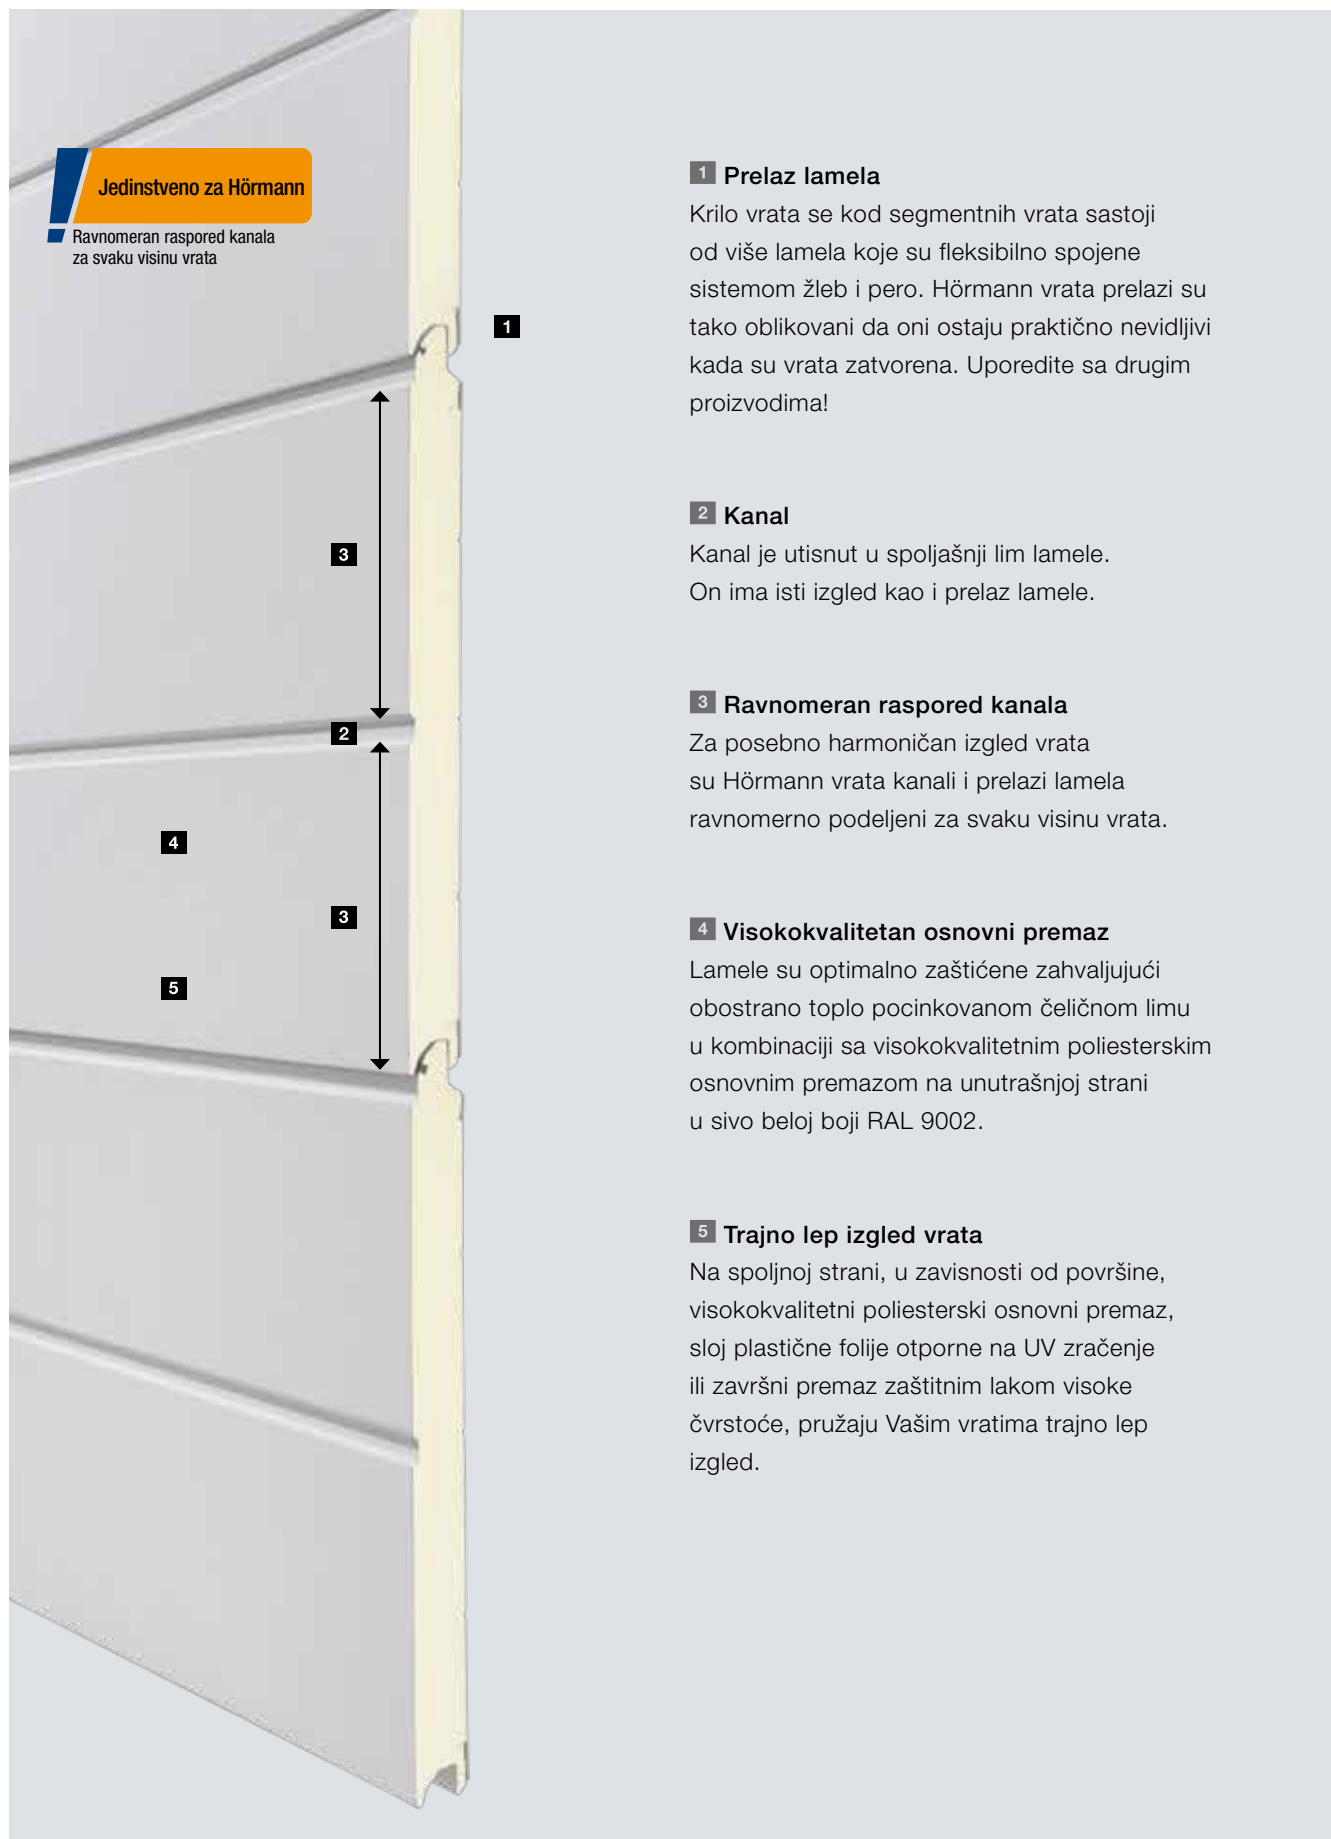 Jedinstveno za Hörmann
Ravnomeran raspored kanala
za svaku visinu vrata
1
3
2
4
3
5
1 Prelaz lamela
Krilo vrata se kod segmentnih vrata sastoji
od više lamela koje su fleksibilno spojene
sistemom žleb i pero. Hörmann vrata prelazi su
tako oblikovani da oni ostaju praktično nevidljivi
kada su vrata zatvorena. Uporedite sa drugim
proizvodima!
2 Kanal
Kanal je utisnut u spoljašnji lim lamele.
On ima isti izgled kao i prelaz lamele.
3 Ravnomeran raspored kanala
Za posebno harmoničan izgled vrata
su Hörmann vrata kanali i prelazi lamela
ravnomerno podeljeni za svaku visinu vrata.
4 Visokokvalitetan osnovni premaz
Lamele su optimalno zaštićene zahvaljujući
obostrano toplo pocinkovanom čeličnom limu
u kombinaciji sa visokokvalitetnim poliesterskim
osnovnim premazom na unutrašnjoj strani
u sivo beloj boji RAL 9002.
5 Trajno lep izgled vrata
Na spoljnoj strani, u zavisnosti od površine,
visokokvalitetni poliesterski osnovni premaz,
sloj plastične folije otporne na UV zračenje
ili završni premaz zaštitnim lakom visoke
čvrstoće, pružaju Vašim vratima trajno lep
izgled.